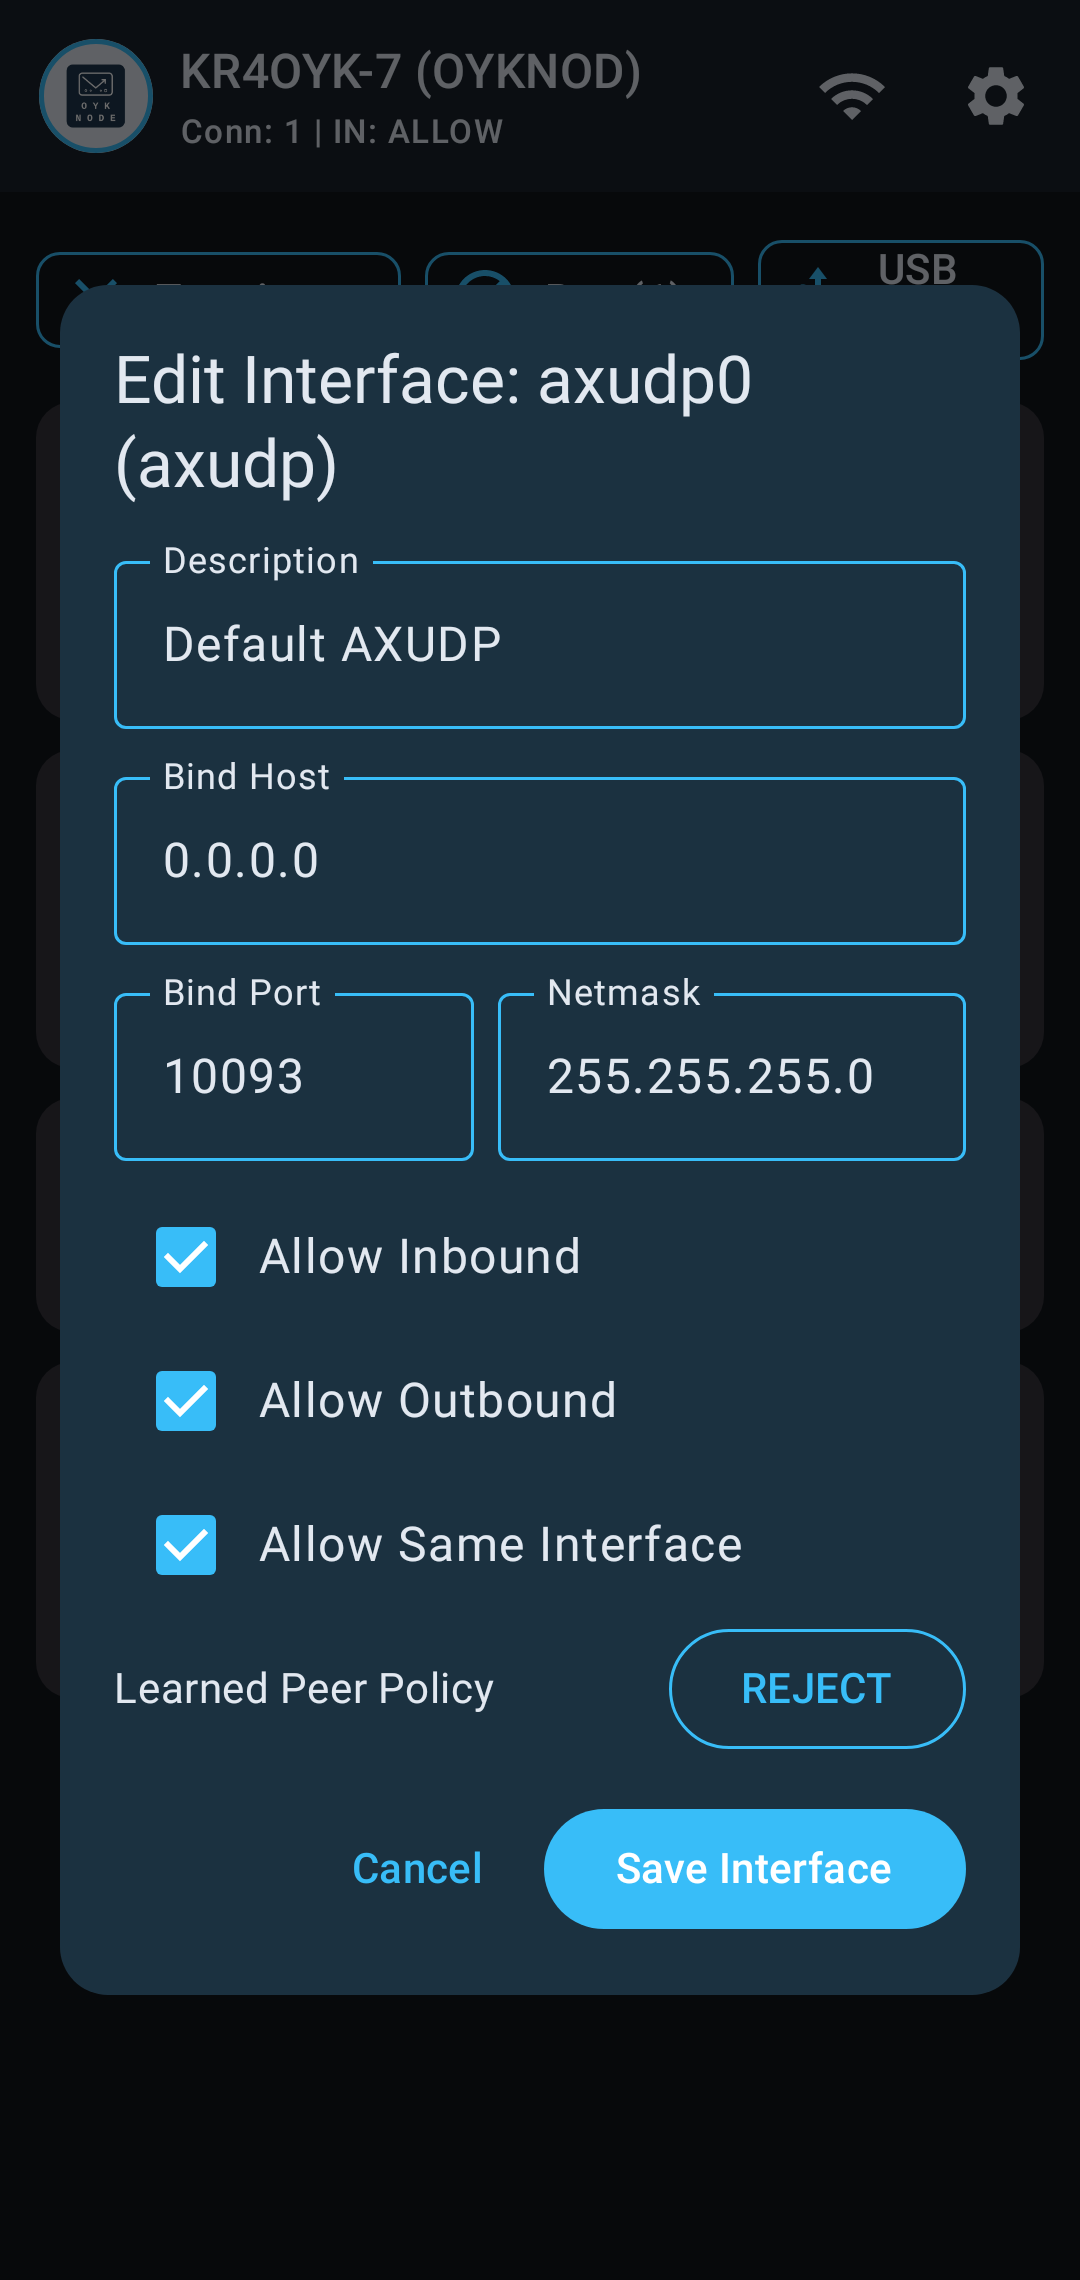 KR4OYK-7 (OYKNOD)
Conn: 1 | IN: ALLOW
OYK
NODE
USB
Edit Interface: axudp0
(axudp)
Description
Default AXUDP
Bind Host
0.0.0.0
Bind Port
Netmask
10093
255.255.255.0
Allow Inbound
Allow Outbound
Allow Same Interface
Learned Peer Policy
REJECT
Cancel
Save Interface